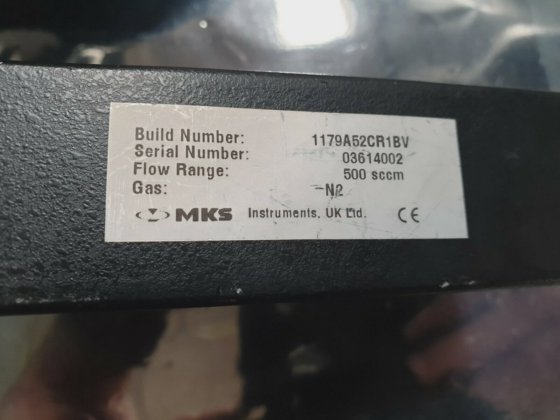 Build Number: 1179A52CR1BV
Serial Number: 03614002
Flow Range: 500 sccm
Gas: N2
MKS Instruments, UK Ltd. CE